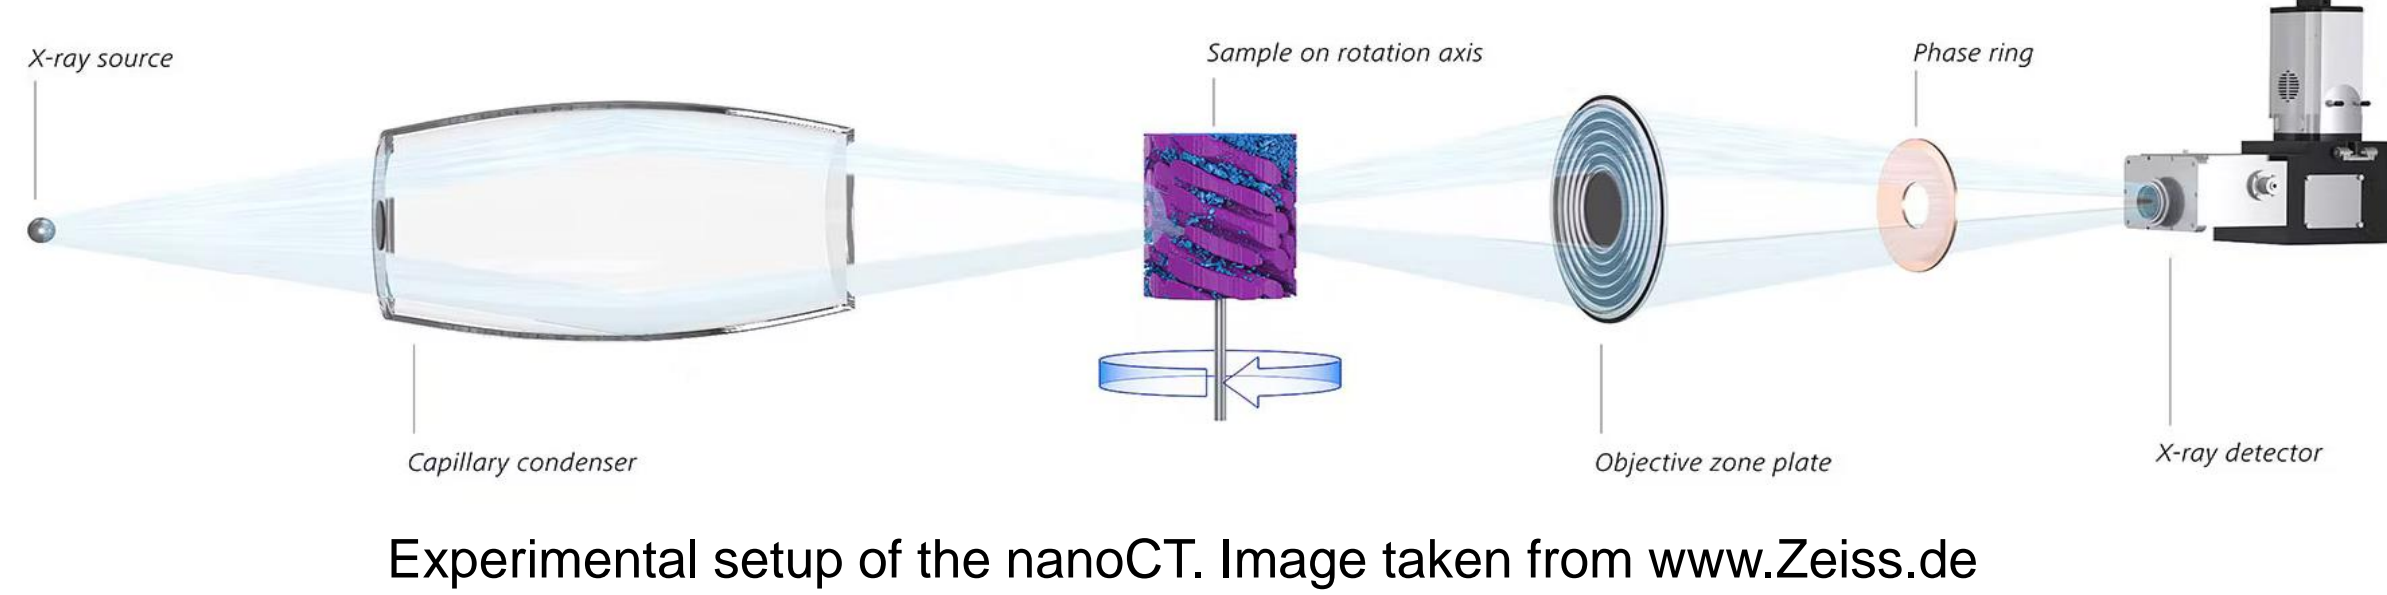 X-ray source
Sample on rotation axis
Phase ring
Capillary condenser
Objective zone plate
X-ray detector
Experimental setup of the nanoCT. Image taken from www.Zeiss.de